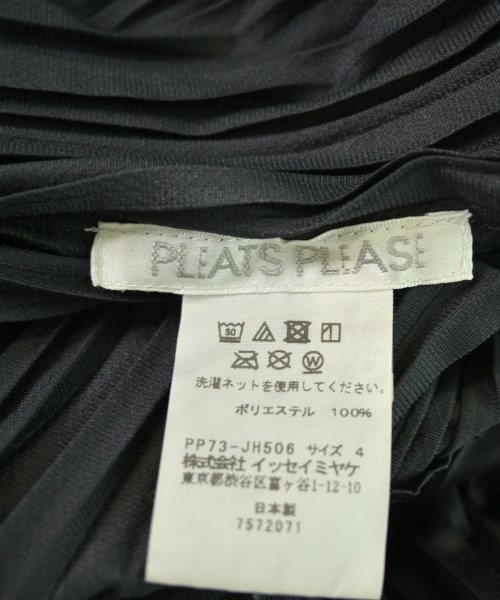 PLEATS PLEASE
30
W
洗濯ネットを使用してください。
ポリエステル 100%
PP73-JH506 サイズ 4
株式会社 イッセイミヤケ
東京都渋谷区富ヶ谷1-12-10
日本製
7572071